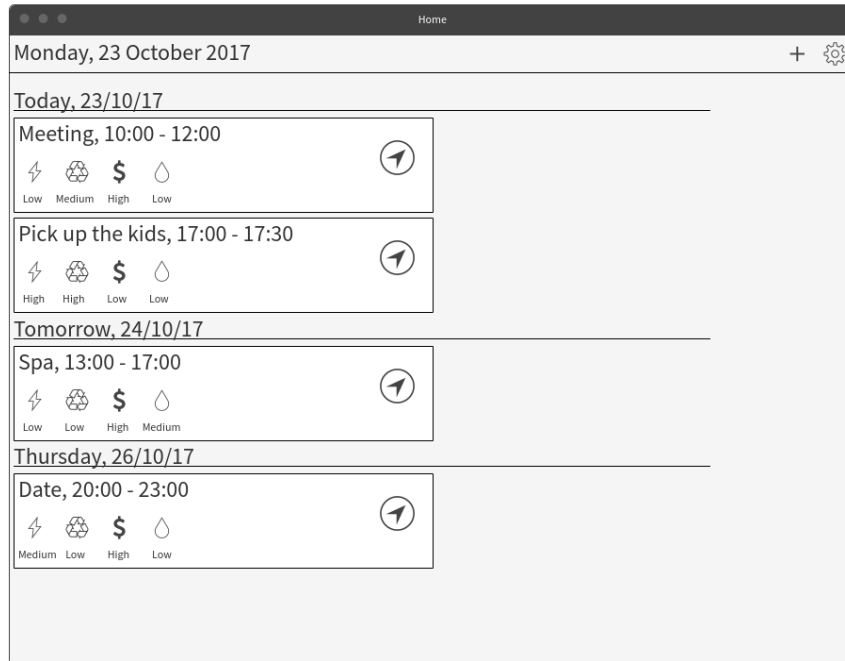 Home
Monday, 23 October 2017
Today, 23/10/17
Meeting, 10:00 - 12:00
Low Medium High Low
Pick up the kids, 17:00 - 17:30
High High Low Low
Tomorrow, 24/10/17
Spa, 13:00 - 17:00
Low Low High Medium
Thursday, 26/10/17
Date, 20:00 - 23:00
Medium Low High Low